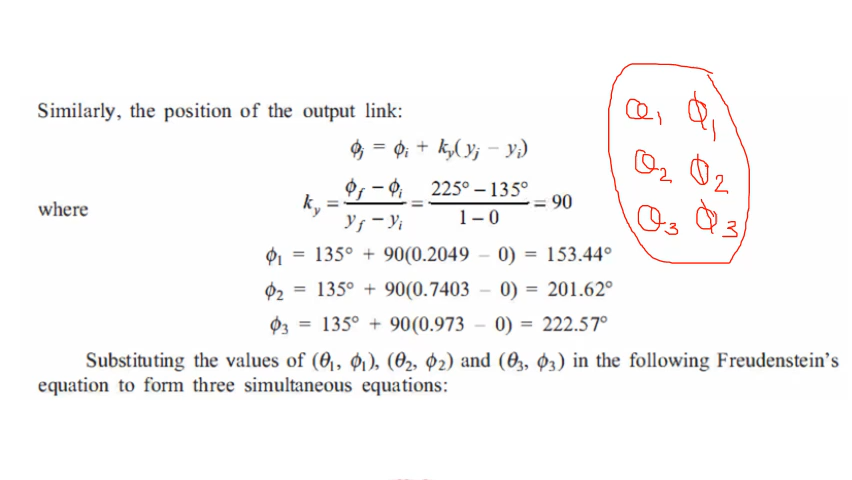 Similarly, the position of the output link:
ϕj = ϕi + ky(yj − yi)
where ky = (ϕf − ϕi)/(yf − yi) = (225° − 135°)/(1 − 0) = 90
ϕ1 = 135° + 90(0.2049 − 0) = 153.44°
ϕ2 = 135° + 90(0.7403 − 0) = 201.62°
ϕ3 = 135° + 90(0.973 − 0) = 222.57°
Substituting the values of (θ1, ϕ1), (θ2, ϕ2) and (θ3, ϕ3) in the following Freudenstein's
equation to form three simultaneous equations:
θ1 ϕ1
θ2 ϕ2
θ3 ϕ3